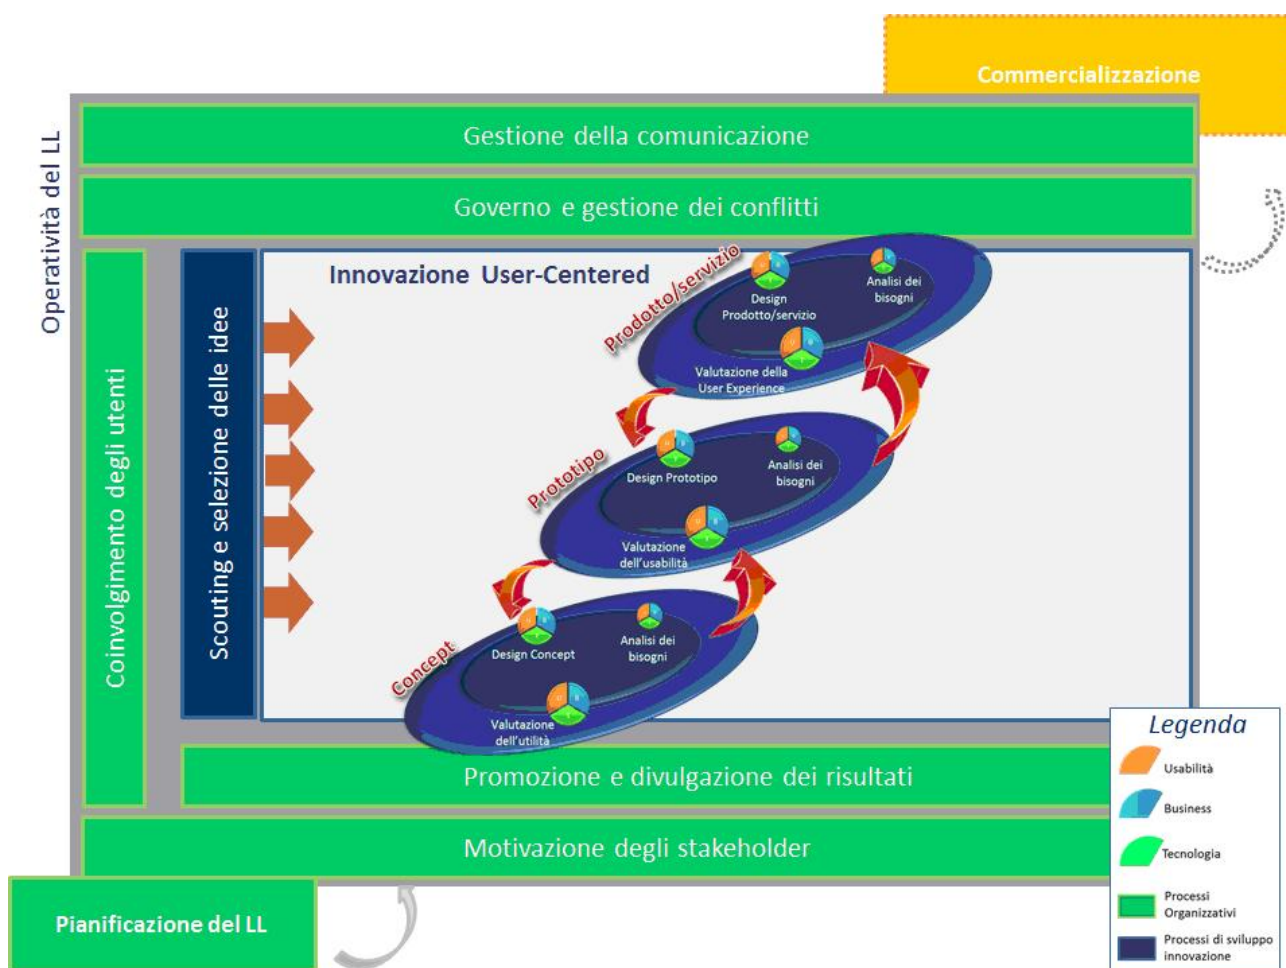 Commercializzazione
Operatività del LL
Gestione della comunicazione
Governo e gestione dei conflitti
Coinvolgimento degli utenti
Scouting e selezione delle idee
Innovazione User-Centered
Prodotto/servizio
Design
Prodotto/servizio
Analisi dei
bisogni
Valutazione della
User Experience
Prototipo
Design Prototipo
Analisi dei
bisogni
Valutazione
dell'usabilità
Concept
Design Concept
Analisi dei
bisogni
Valutazione
dell'utilità
Promozione e divulgazione dei risultati
Motivazione degli stakeholder
Pianificazione del LL
Legenda
Usabilità
Business
Tecnologia
Processi
Organizzativi
Processi di sviluppo
innovazione